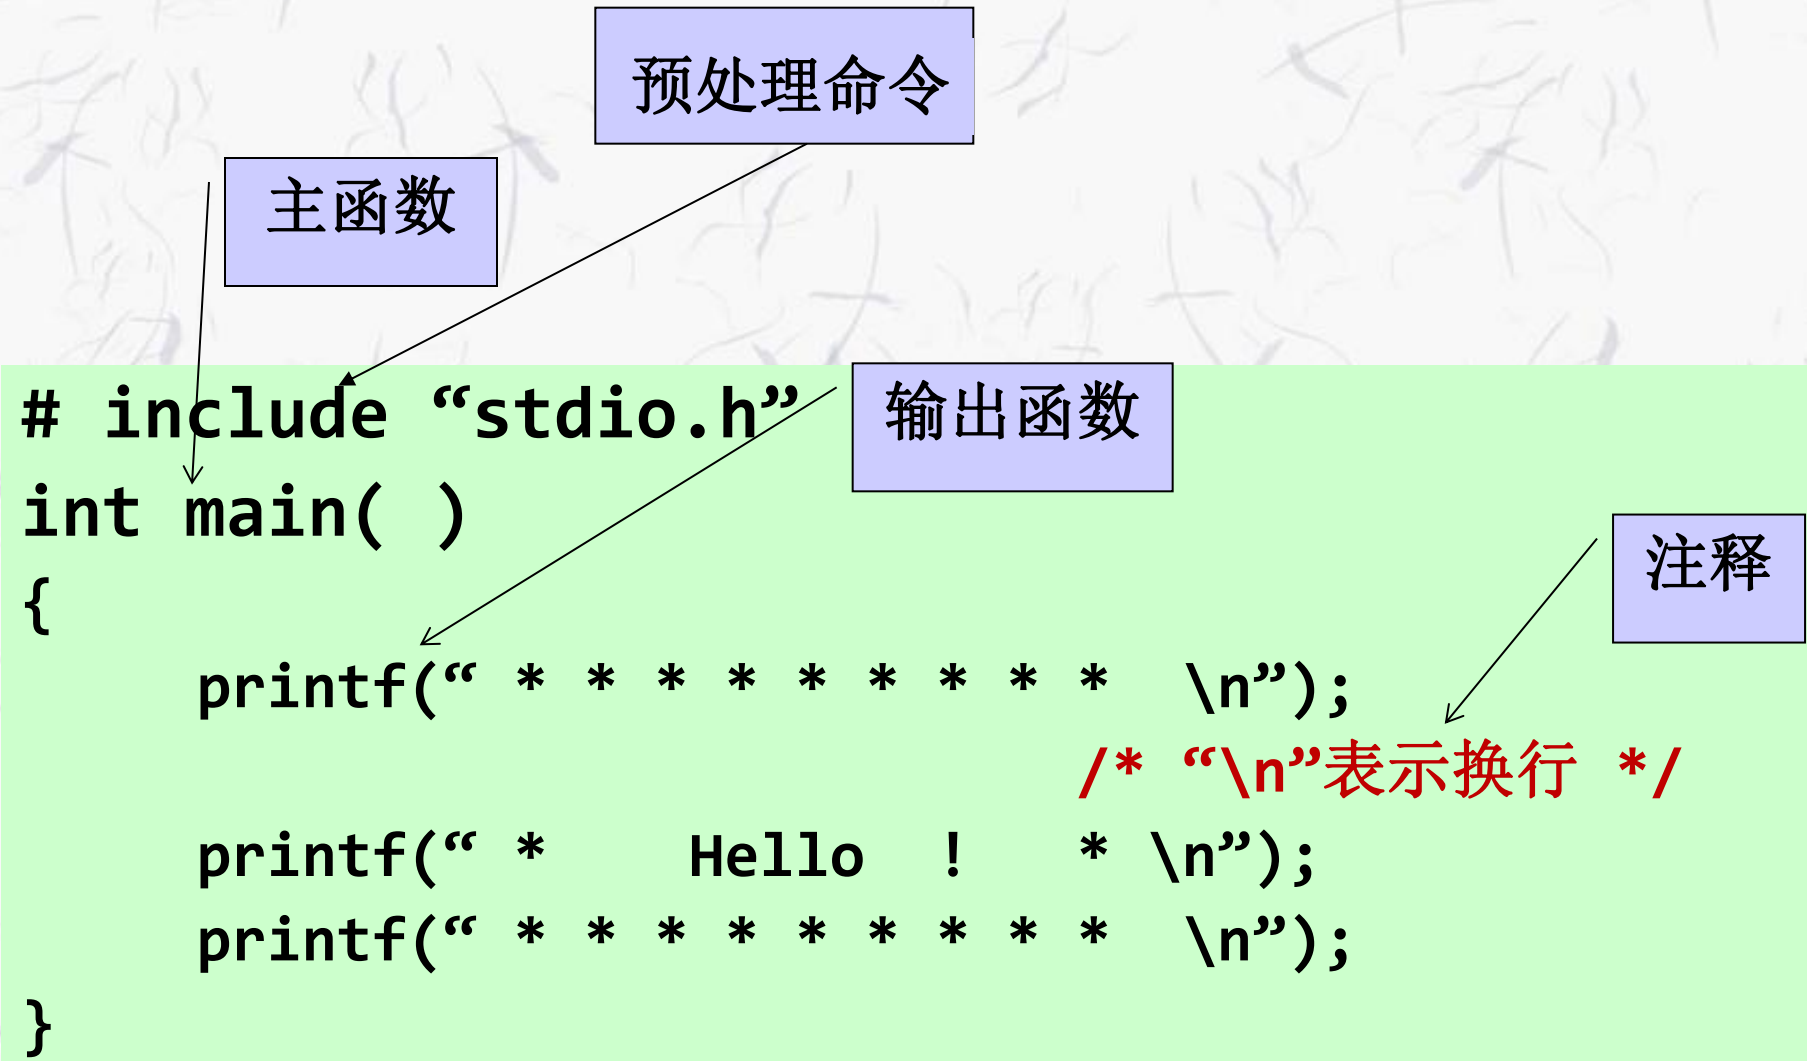 预处理命令
主函数
# include “stdio.h”
输出函数
int main( )
注释
{
printf(“ * * * * * * * * *  \n”);
/* “\n”表示换行 */
printf(“ *    Hello  !   * \n”);
printf(“ * * * * * * * * *  \n”);
}